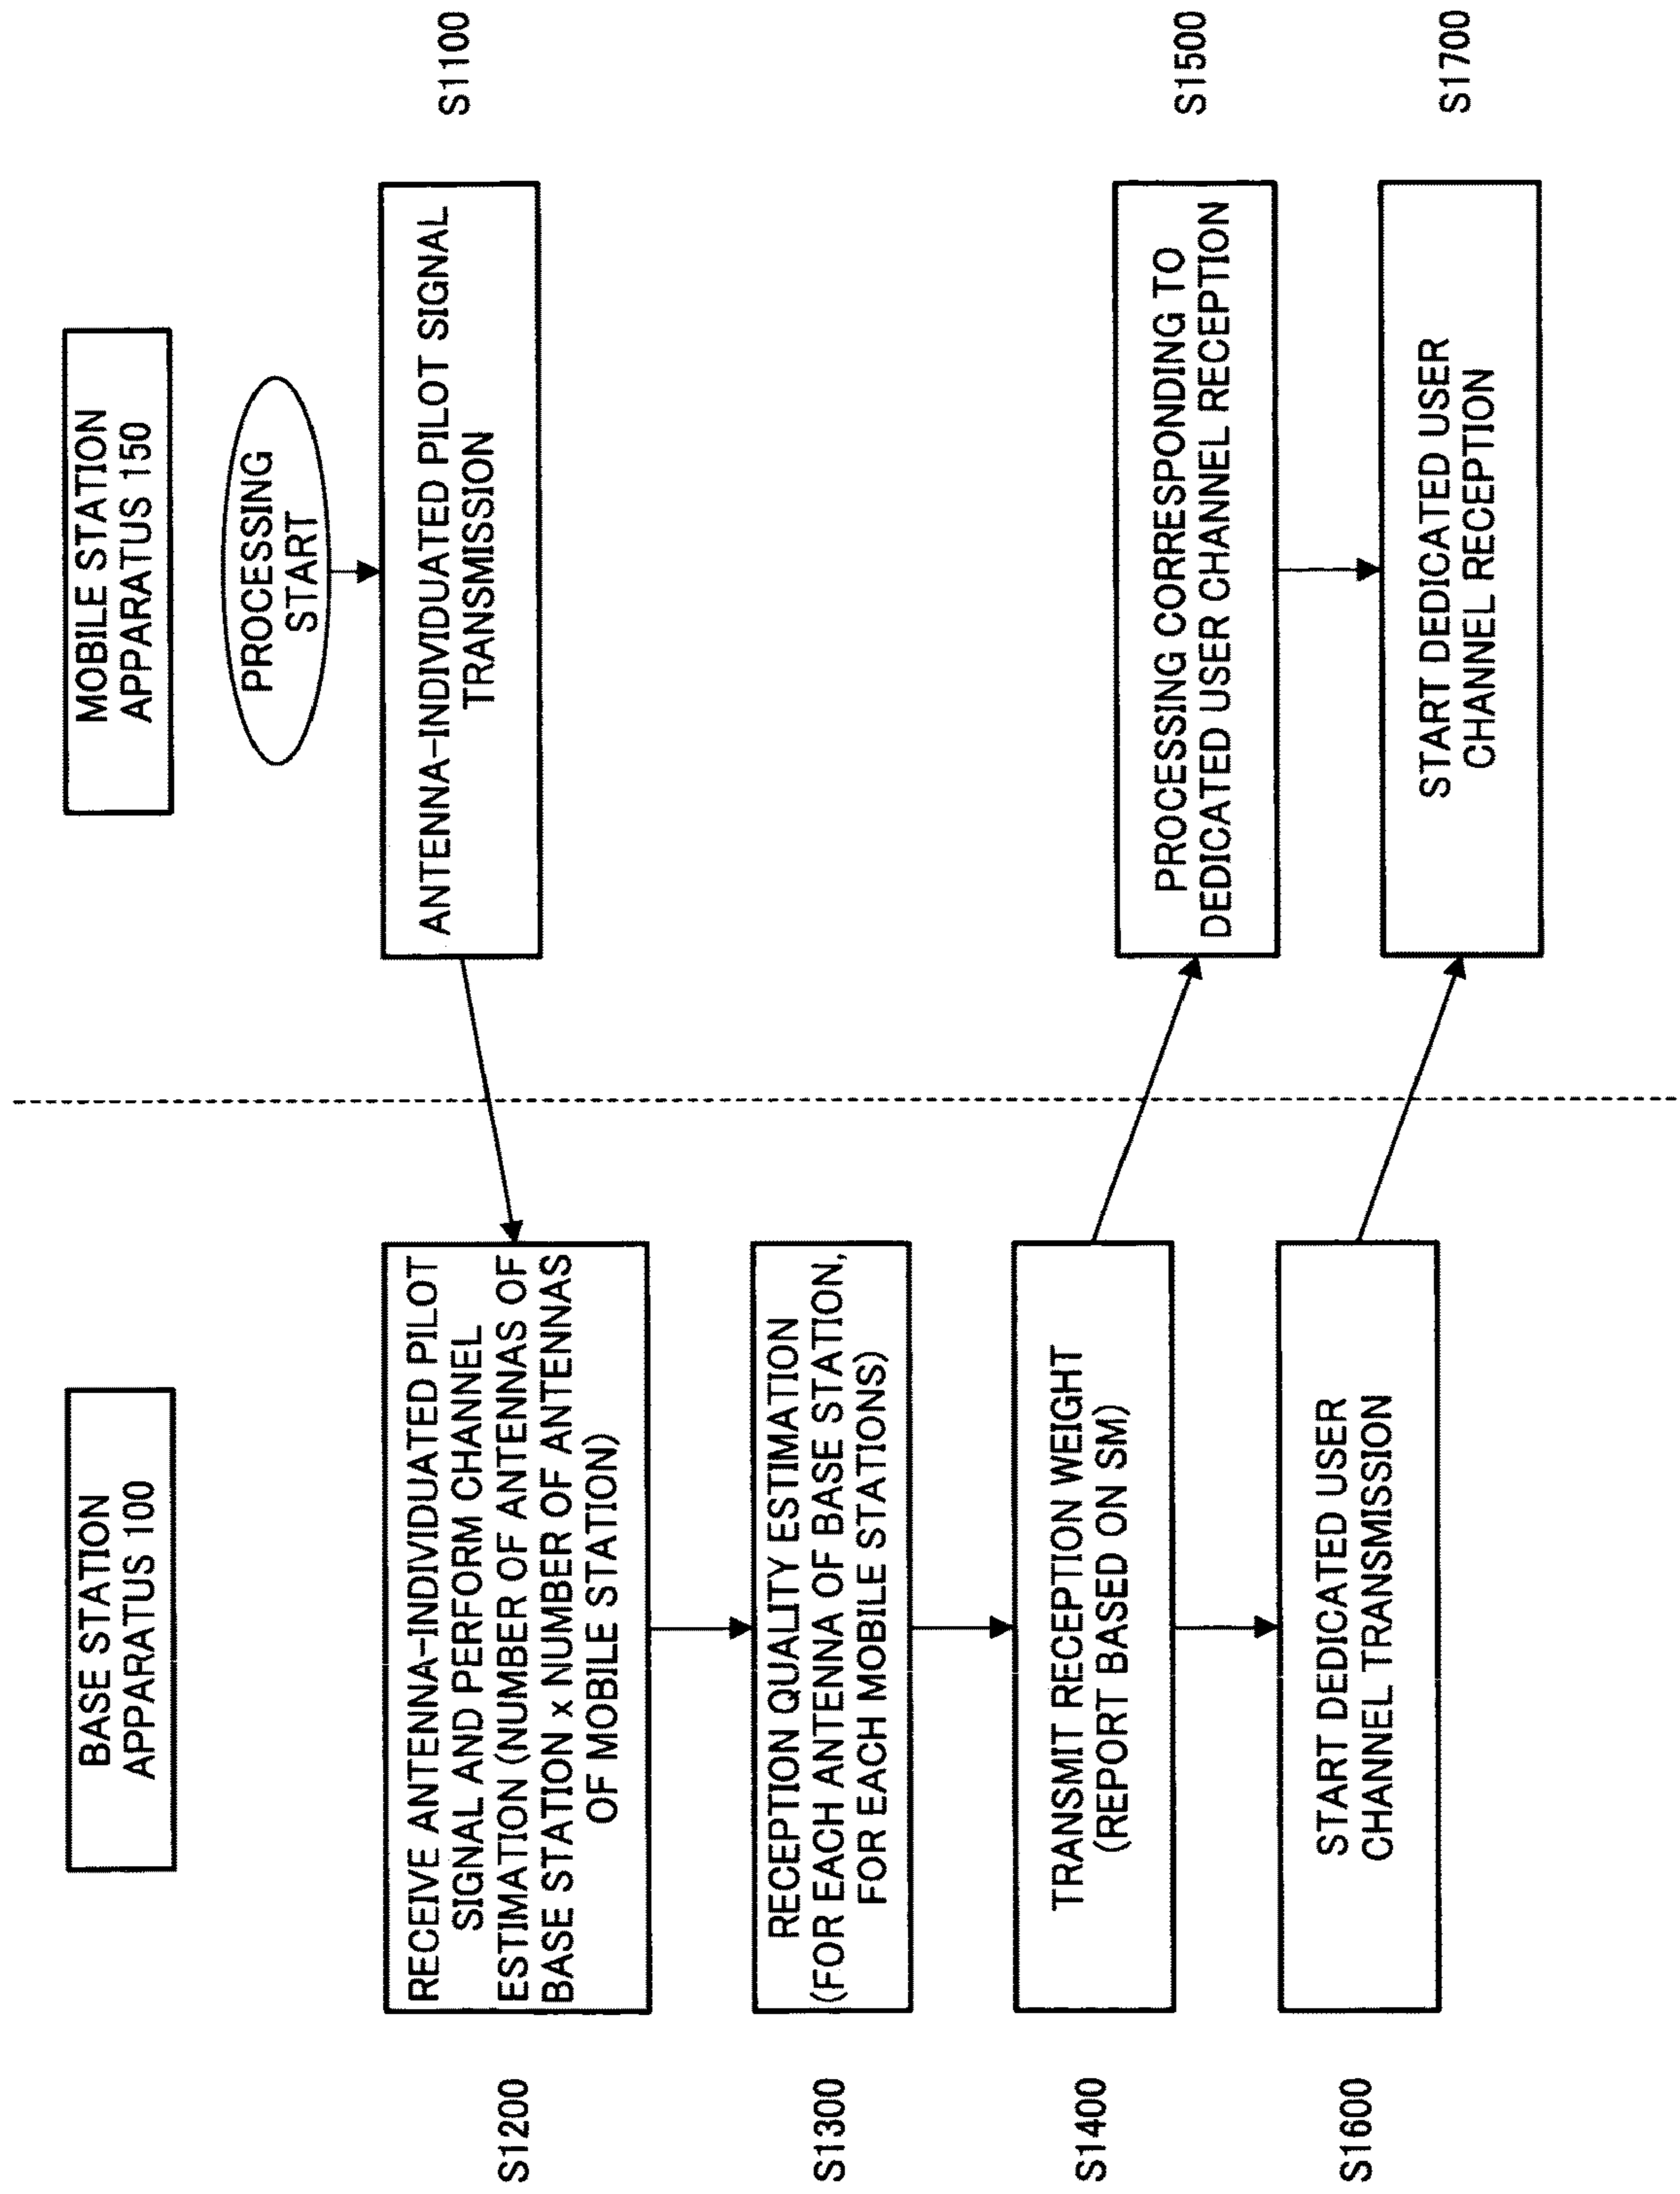 BASE STATION
APPARATUS 100
MOBILE STATION
APPARATUS 150
PROCESSING
START
ANTENNA-INDIVIDUATED PILOT SIGNAL
TRANSMISSION
S1100
S1200
RECEIVE ANTENNA-INDIVIDUATED PILOT
SIGNAL AND PERFORM CHANNEL
ESTIMATION (NUMBER OF ANTENNAS OF
BASE STATION x NUMBER OF ANTENNAS
OF MOBILE STATION)
S1300
RECEPTION QUALITY ESTIMATION
(FOR EACH ANTENNA OF BASE STATION,
FOR EACH MOBILE STATIONS)
S1400
TRANSMIT RECEPTION WEIGHT
(REPORT BASED ON SM)
PROCESSING CORRESPONDING TO
DEDICATED USER CHANNEL RECEPTION
S1500
S1600
START DEDICATED USER
CHANNEL TRANSMISSION
START DEDICATED USER
CHANNEL RECEPTION
S1700